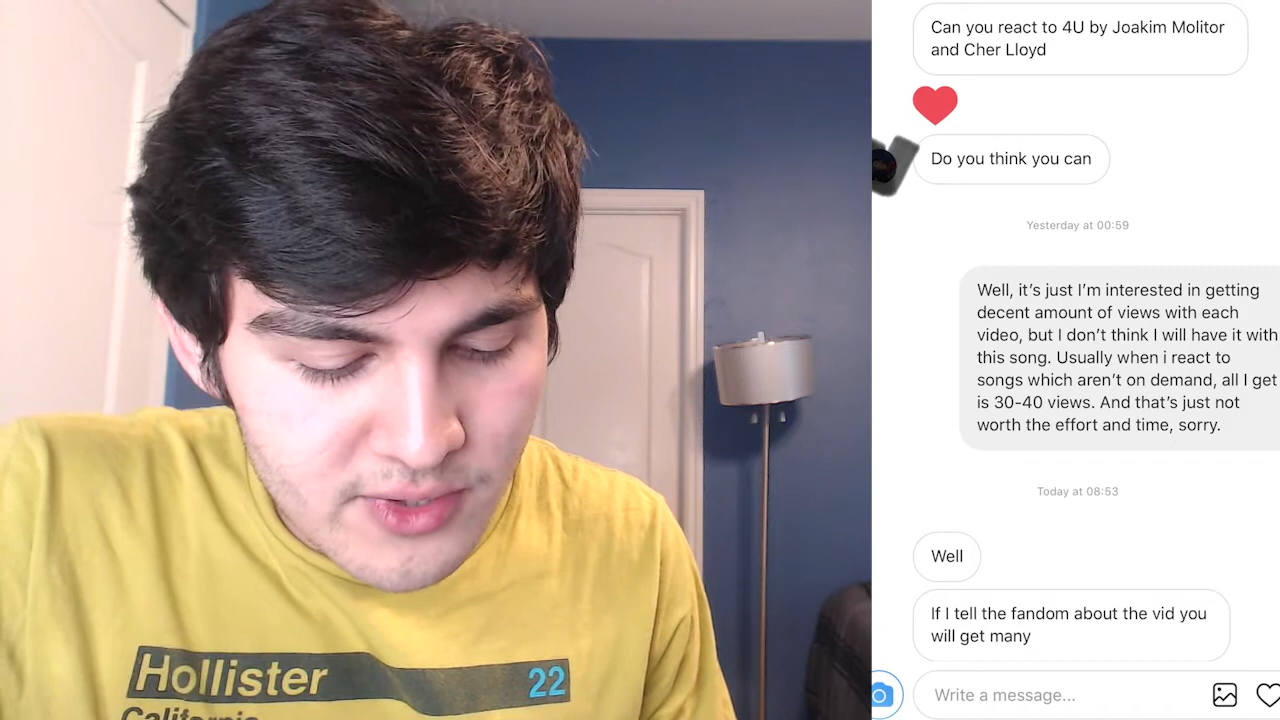 Can you react to 4U by Joakim Molitor
and Cher Lloyd
Do you think you can
Yesterday at 00:59
Well, it's just I'm interested in getting
decent amount of views with each
video, but I don't think I will have it with
this song. Usually when i react to
songs which aren't on demand, all I get
is 30-40 views. And that's just not
worth the effort and time, sorry.
Today at 08:53
Well
If I tell the fandom about the vid you
will get many
Write a message...
Hollister 22
California